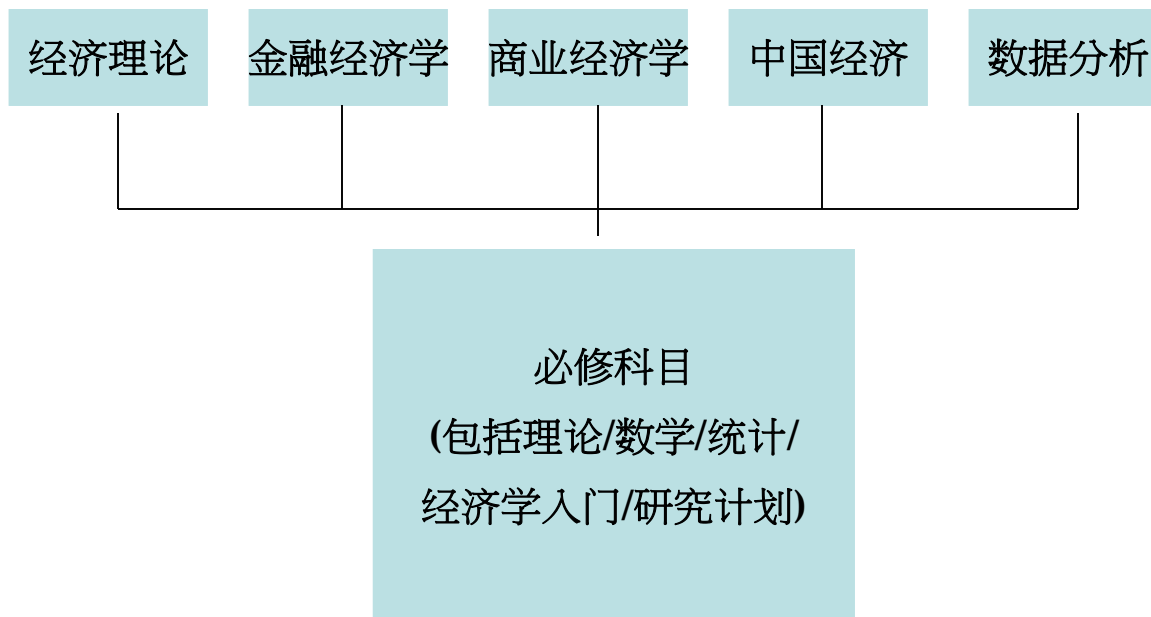 经济理论
金融经济学
商业经济学
中国经济
数据分析
必修科目
(包括理论/数学/统计/
经济学入门/研究计划)